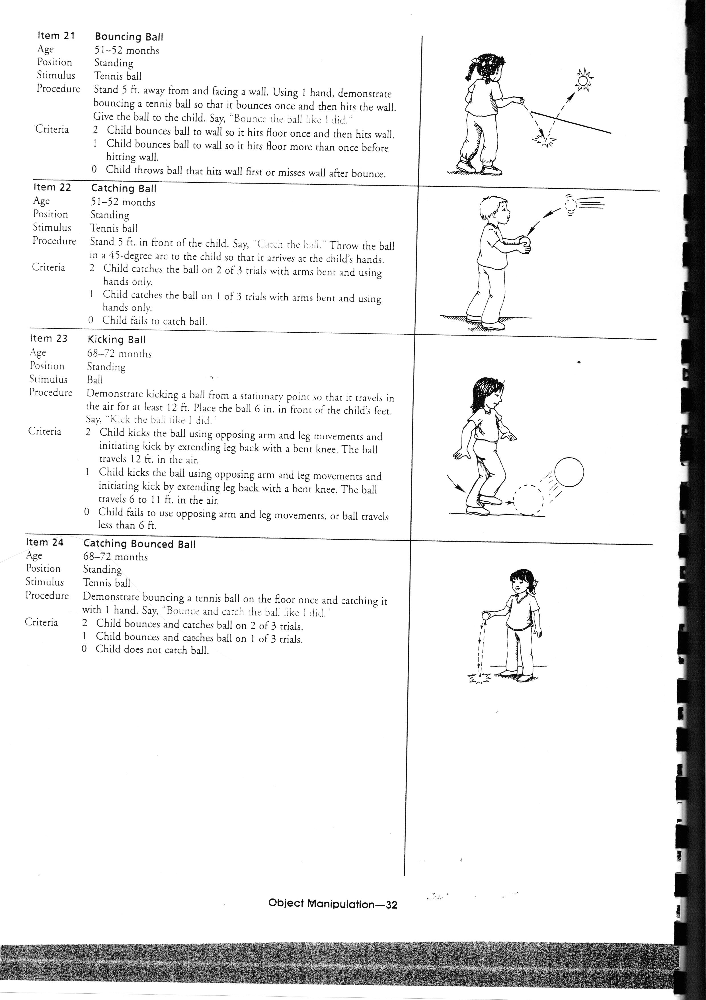 Item 21 Bouncing Ball
Age 51–52 months
Position Standing
Stimulus Tennis ball
Procedure Stand 5 ft. away from and facing a wall. Using 1 hand, demonstrate
bouncing a tennis ball so that it bounces once and then hits the wall.
Give the ball to the child. Say, “Bounce the ball like I did.”
Criteria 2 Child bounces ball to wall so it hits floor once and then hits wall.
1 Child bounces ball to wall so it hits floor more than once before
hitting wall.
0 Child throws ball that hits wall first or misses wall after bounce.
Item 22 Catching Ball
Age 51–52 months
Position Standing
Stimulus Tennis ball
Procedure Stand 5 ft. in front of the child. Say, “Catch the ball.” Throw the ball
in a 45-degree arc to the child so that it arrives at the child’s hands.
Criteria 2 Child catches the ball on 2 of 3 trials with arms bent and using
hands only.
1 Child catches the ball on 1 of 3 trials with arms bent and using
hands only.
0 Child fails to catch ball.
Item 23 Kicking Ball
Age 68–72 months
Position Standing
Stimulus Ball
Procedure Demonstrate kicking a ball from a stationary point so that it travels in
the air for at least 12 ft. Place the ball 6 in. in front of the child’s feet.
Say, “Kick the ball like I did.”
Criteria 2 Child kicks the ball using opposing arm and leg movements and
initiating kick by extending leg back with a bent knee. The ball
travels 12 ft. in the air.
1 Child kicks the ball using opposing arm and leg movements and
initiating kick by extending leg back with a bent knee. The ball
travels 6 to 11 ft. in the air.
0 Child fails to use opposing arm and leg movements, or ball travels
less than 6 ft.
Item 24 Catching Bounced Ball
Age 68–72 months
Position Standing
Stimulus Tennis ball
Procedure Demonstrate bouncing a tennis ball on the floor once and catching it
with 1 hand. Say, “Bounce and catch the ball like I did.”
Criteria 2 Child bounces and catches ball on 2 of 3 trials.
1 Child bounces and catches ball on 1 of 3 trials.
0 Child does not catch ball.
Object Manipulation—32